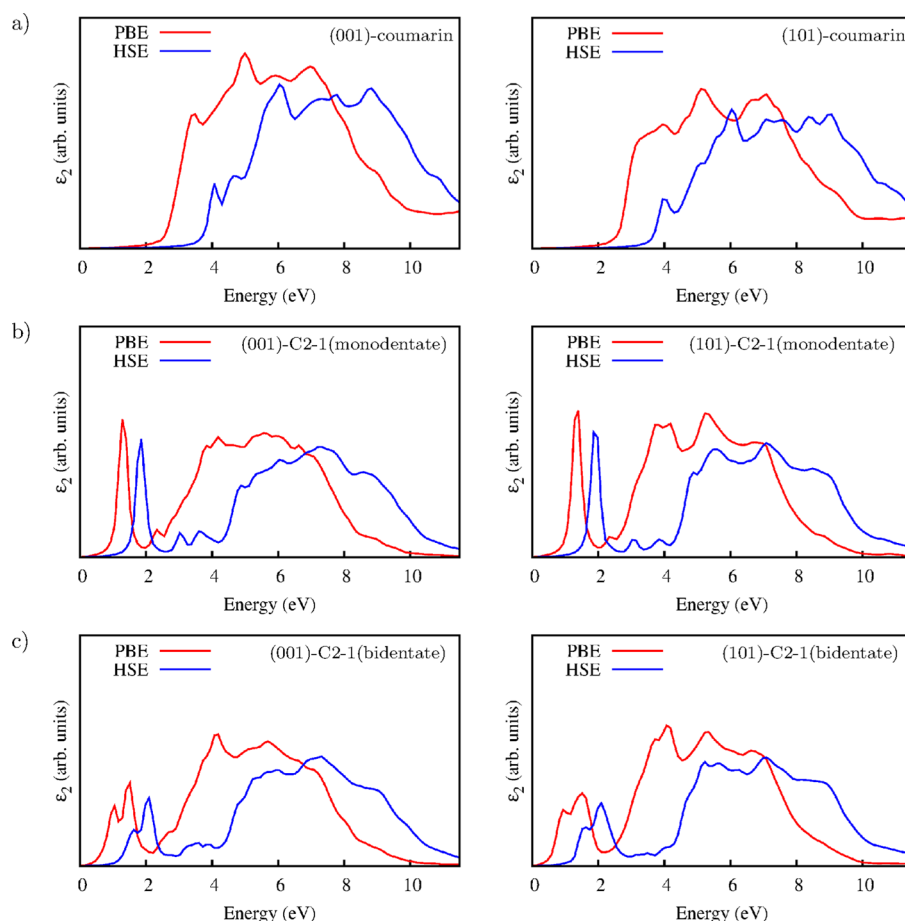 a)
PBE
HSE
(001)-coumarin
ε₂ (arb. units)
0 2 4 6 8 10
Energy (eV)
PBE
HSE
(101)-coumarin
ε₂ (arb. units)
0 2 4 6 8 10
Energy (eV)
b)
PBE
HSE
(001)-C2-1(monodentate)
ε₂ (arb. units)
0 2 4 6 8 10
Energy (eV)
PBE
HSE
(101)-C2-1(monodentate)
ε₂ (arb. units)
0 2 4 6 8 10
Energy (eV)
c)
PBE
HSE
(001)-C2-1(bidentate)
ε₂ (arb. units)
0 2 4 6 8 10
Energy (eV)
PBE
HSE
(101)-C2-1(bidentate)
ε₂ (arb. units)
0 2 4 6 8 10
Energy (eV)